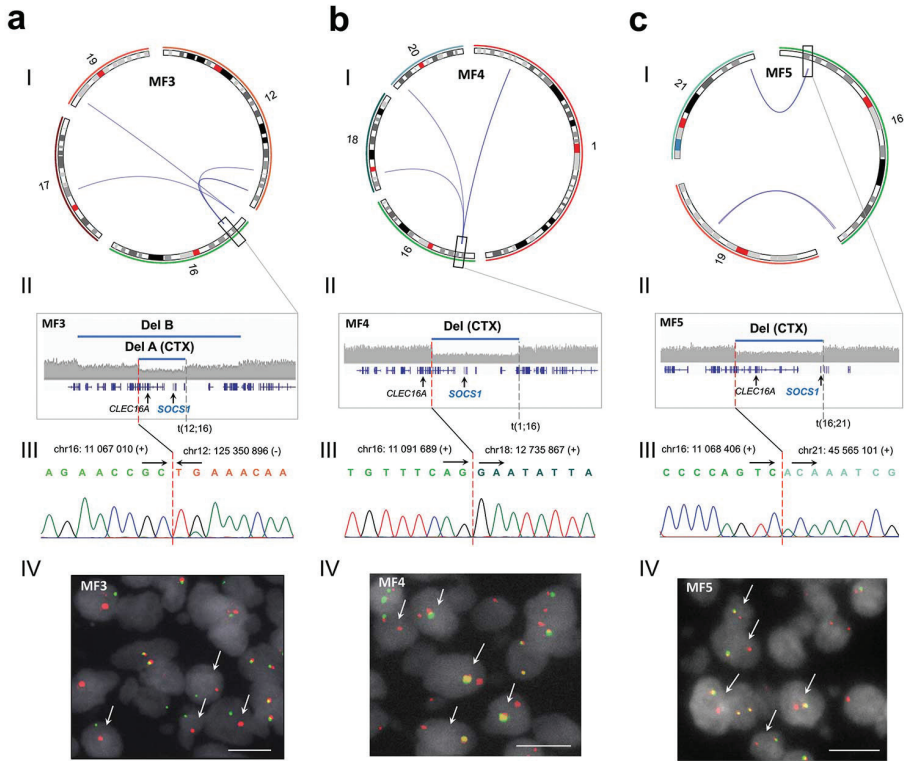 a
I
MF3
19
12
17
16
II
MF3
Del B
Del A (CTX)
CLEC16A
SOCS1
t(12;16)
III
chr16: 11 067 010 (+)
chr12: 125 350 896 (-)
A G A A C C G C T G A A A C A A
IV
MF3
b
I
MF4
20
1
18
16
II
MF4
Del (CTX)
CLEC16A
SOCS1
t(1;16)
III
chr16: 11 091 689 (+)
chr18: 12 735 867 (+)
T G T T T C A G G A A T A T T A
IV
MF4
c
I
MF5
21
16
19
II
MF5
Del (CTX)
CLEC16A
SOCS1
t(16;21)
III
chr16: 11 068 406 (+)
chr21: 45 565 101 (+)
C C C C A G T C A C A A A T C G
IV
MF5